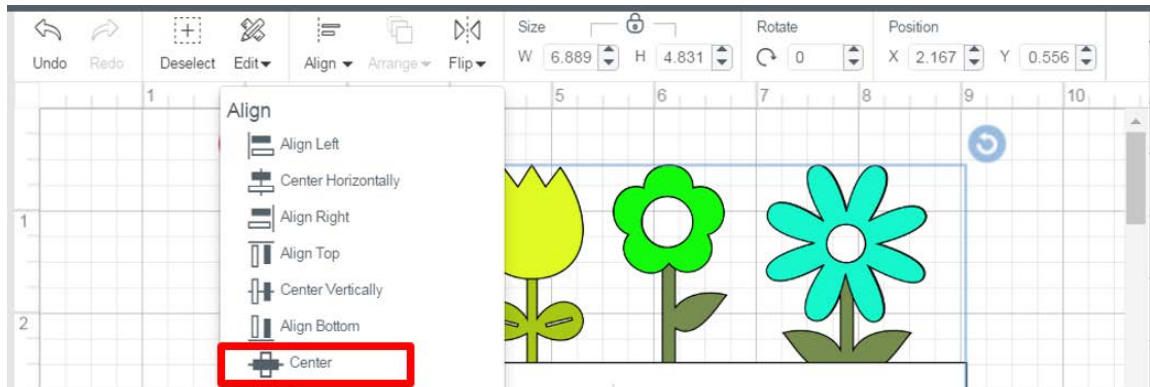 Size
Rotate
Position
W 6.889 H 4.831
0
X 2.167 Y 0.556
Undo Redo Deselect Edit Align Arrange Flip
1 5 6 7 8 9 10
Align
Align Left
Center Horizontally
1
Align Right
Align Top
Center Vertically
2
Align Bottom
Center